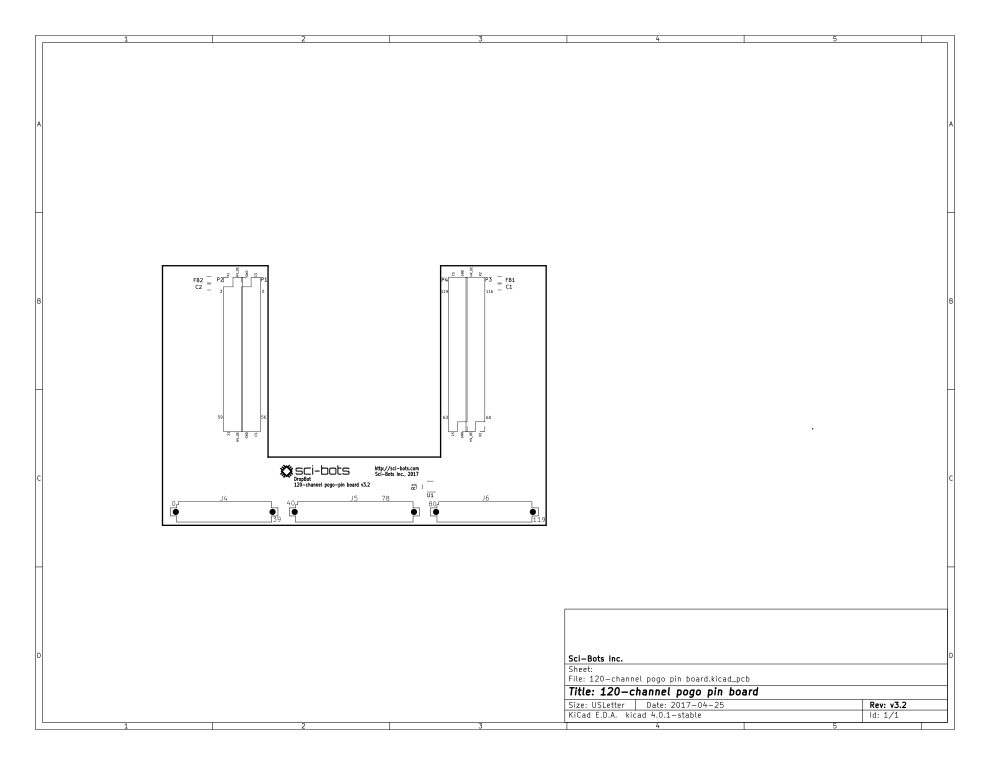 1 2 3 4 5
A A
FB2 P2 P1 P4 P3 FB1
C2 C1
3 0 119 116
B B
59 56 63 60
sci-bots
DropBot
120-channel pogo-pin board v3.2
http://sci-bots.com
Sci-Bots Inc., 2017
R3
U1
C C
J4 J5 78 J6
0 40 80
39 119
Sci-Bots Inc.
Sheet:
File: 120-channel pogo pin board.kicad_pcb
Title: 120-channel pogo pin board
Size: USLetter Date: 2017-04-25 Rev: v3.2
KiCad E.D.A. kicad 4.0.1-stable Id: 1/1
D D
1 2 3 4 5